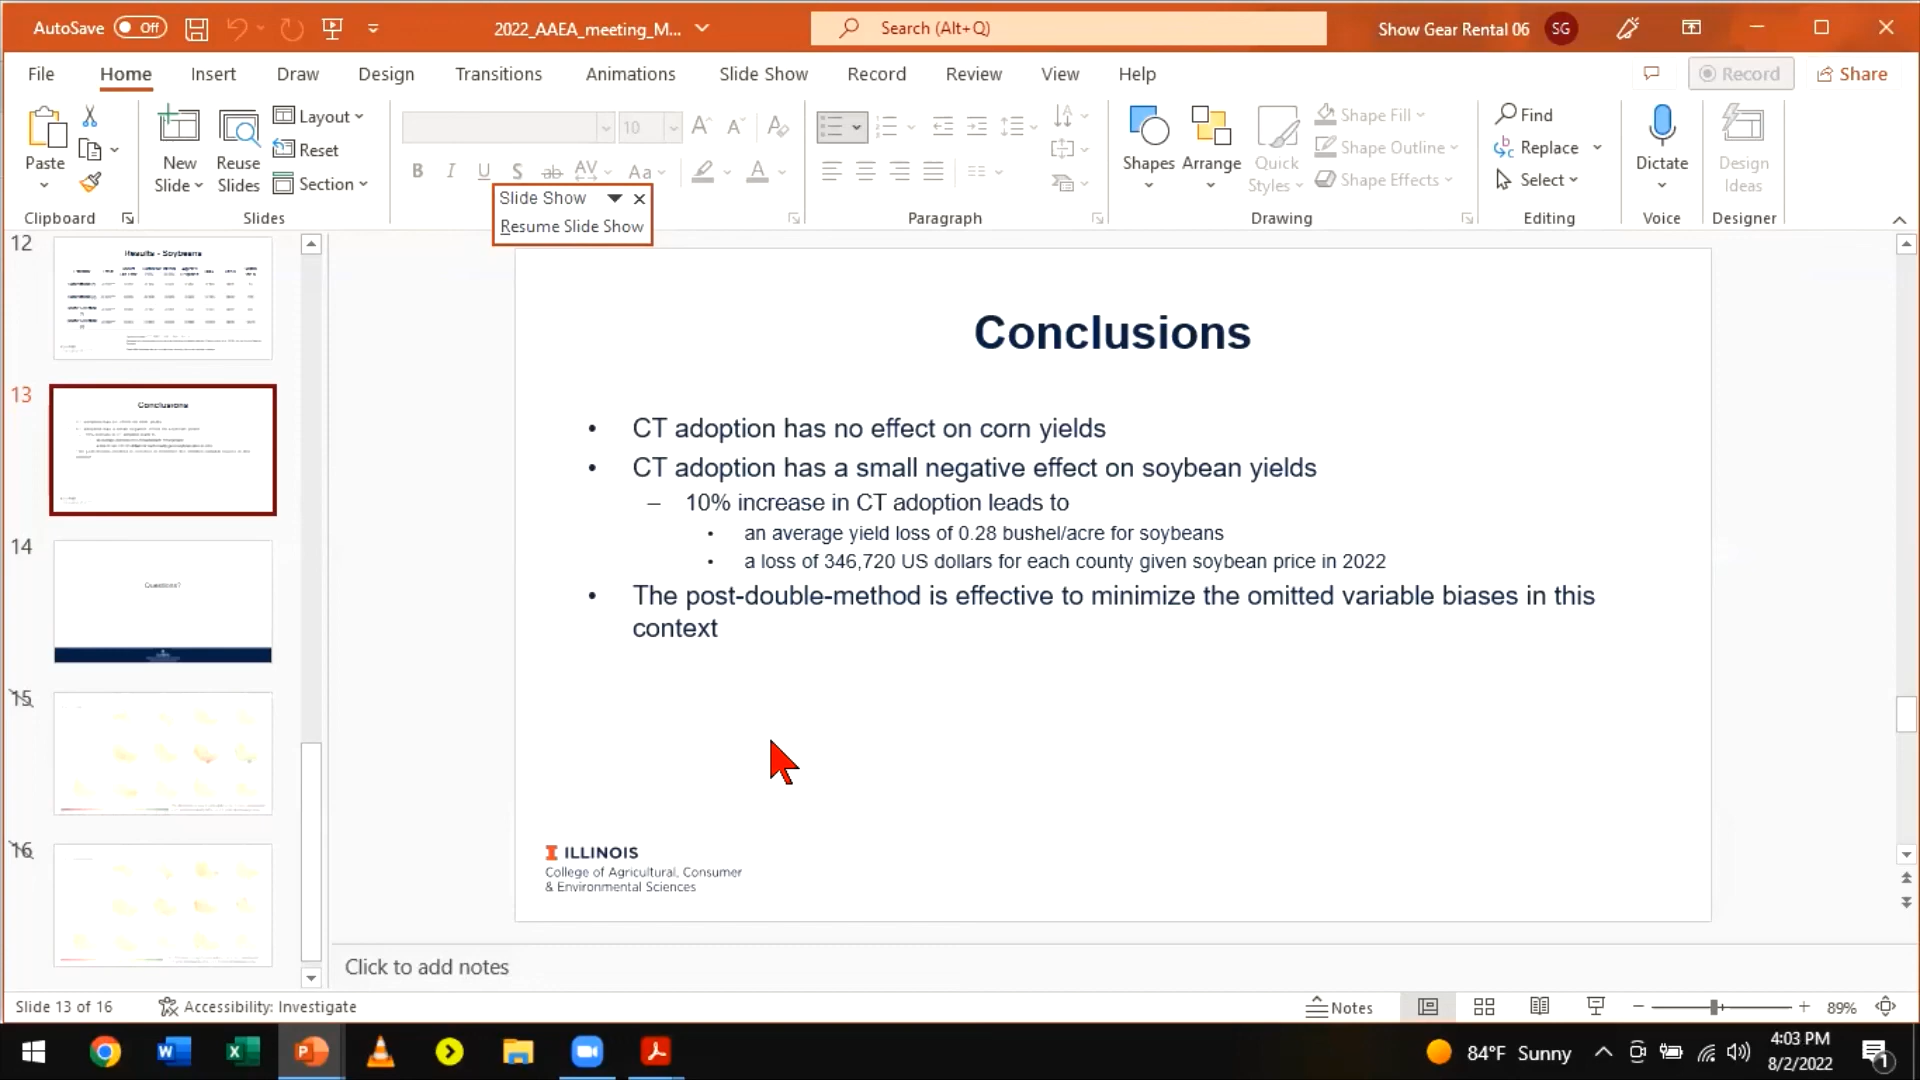 AutoSave Off 2022_AAEA_meeting_M... Search (Alt+Q) Show Gear Rental 06 SG
File Home Insert Draw Design Transitions Animations Slide Show Record Review View Help Record Share
Paste
New Slide
Reuse Slides
Layout
Reset
Section
10
Shapes
Arrange
Quick Styles
Shape Fill
Shape Outline
Shape Effects
Find
Replace
Select
Dictate
Design Ideas
Clipboard Slides Paragraph Drawing Editing Voice Designer
Slide Show
Resume Slide Show
12
Results - Soybeans
13
Conclusions
14
Questions?
15
16
Conclusions
• CT adoption has no effect on corn yields
• CT adoption has a small negative effect on soybean yields
– 10% increase in CT adoption leads to
• an average yield loss of 0.28 bushel/acre for soybeans
• a loss of 346,720 US dollars for each county given soybean price in 2022
• The post-double-method is effective to minimize the omitted variable biases in this
context
I ILLINOIS
College of Agricultural, Consumer
& Environmental Sciences
Click to add notes
Slide 13 of 16 Accessibility: Investigate Notes 89%
84°F Sunny
4:03 PM
8/2/2022
1